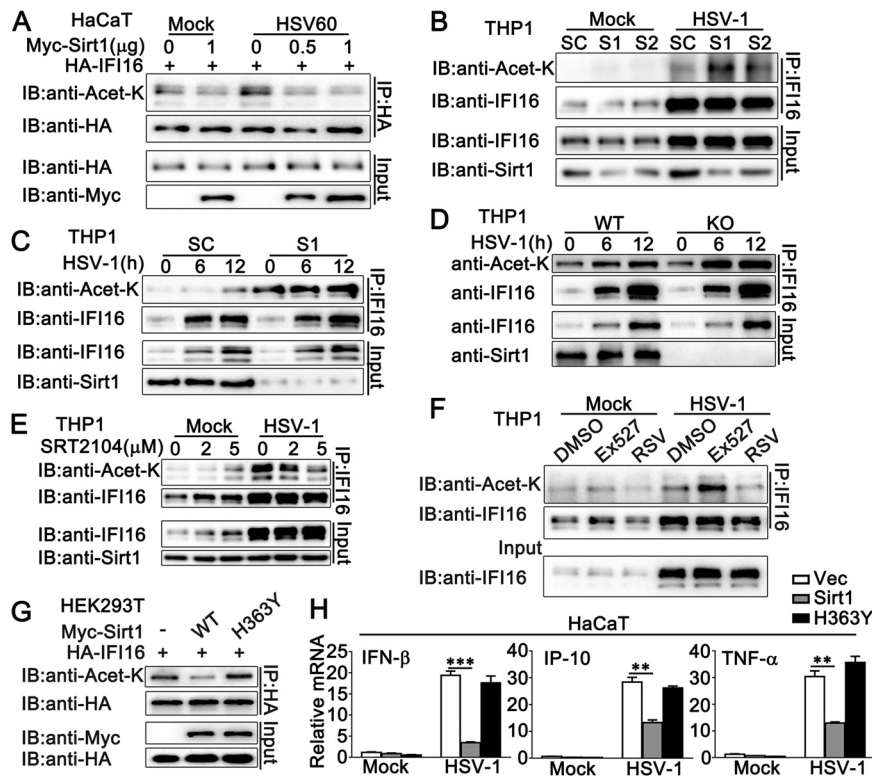 A
HaCaT Mock HSV60
Myc-Sirt1(μg) 0 1 0 0.5 1
HA-IFI16 + + + + +
IB:anti-Acet-K
IB:anti-HA
IP:HA
IB:anti-HA
IB:anti-Myc
Input
B
THP1 Mock HSV-1
SC S1 S2 SC S1 S2
IB:anti-Acet-K
IB:anti-IFI16
IP:IFI16
IB:anti-IFI16
IB:anti-Sirt1
Input
C
THP1 SC S1
HSV-1(h) 0 6 12 0 6 12
IB:anti-Acet-K
IB:anti-IFI16
IP:IFI16
IB:anti-IFI16
IB:anti-Sirt1
Input
D
THP1 WT KO
HSV-1(h) 0 6 12 0 6 12
anti-Acet-K
anti-IFI16
IP:IFI16
anti-IFI16
anti-Sirt1
Input
E
THP1 Mock HSV-1
SRT2104(μM) 0 2 5 0 2 5
IB:anti-Acet-K
IB:anti-IFI16
IP:IFI16
IB:anti-IFI16
IB:anti-Sirt1
Input
F
THP1 Mock HSV-1
DMSO Ex527 RSV DMSO Ex527 RSV
IB:anti-Acet-K
IB:anti-IFI16
IP:IFI16
Input
IB:anti-IFI16
G
HEK293T
Myc-Sirt1 - WT H363Y
HA-IFI16 + + +
IB:anti-Acet-K
IB:anti-HA
IP:HA
IB:anti-Myc
IB:anti-HA
Input
H
HaCaT
Vec
Sirt1
H363Y
Relative mRNA
IFN-β
20
15
10
5
0
***
Mock HSV-1
IP-10
40
30
20
10
0
**
Mock HSV-1
TNF-α
40
30
20
10
0
**
Mock HSV-1